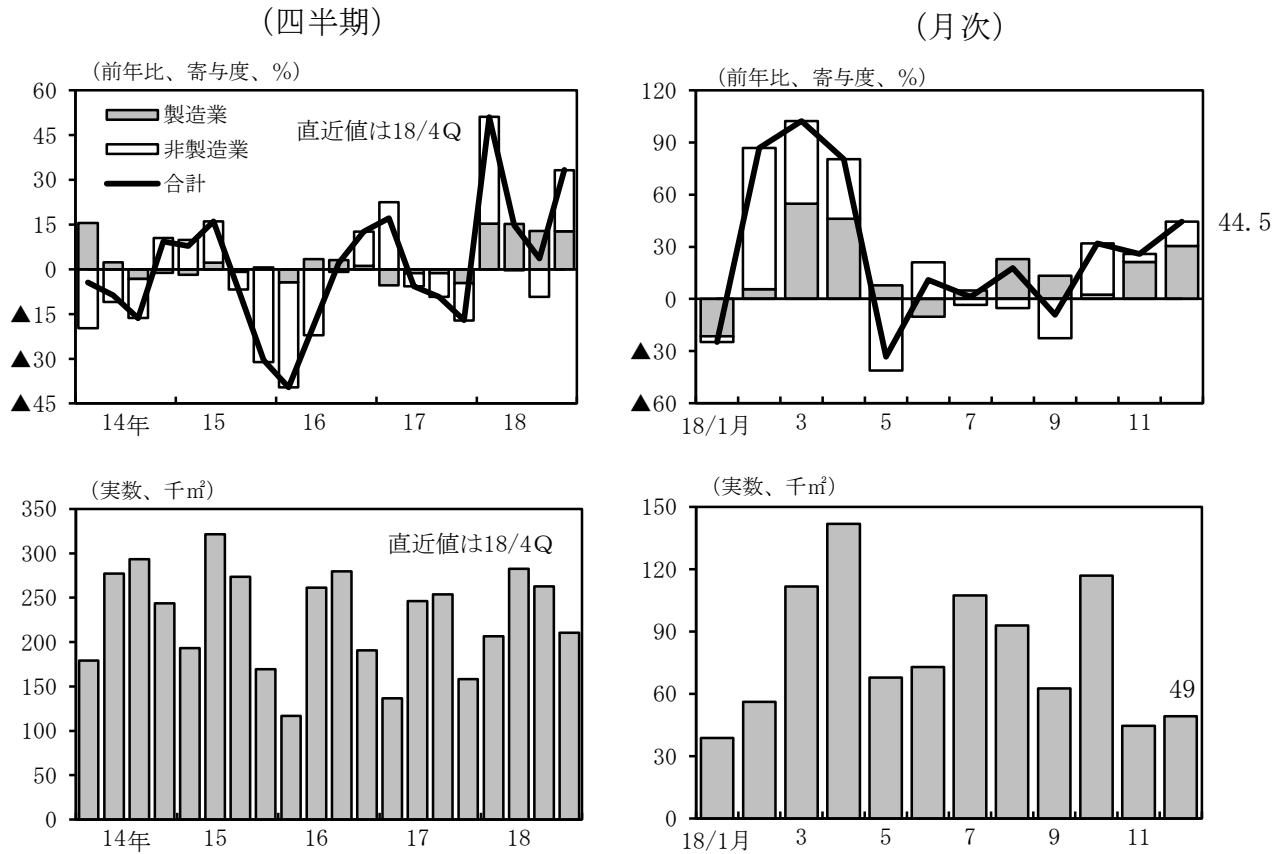 (四半期)
(前年比、寄与度、%)
60
45
30
15
0
▲15
▲30
▲45
製造業
非製造業
合計
直近値は18/4Q
14年 15 16 17 18
(月次)
(前年比、寄与度、%)
120
90
60
30
0
▲30
▲60
44.5
18/1月 3 5 7 9 11
(実数、千㎡)
350
300
250
200
150
100
50
0
直近値は18/4Q
14年 15 16 17 18
(実数、千㎡)
150
120
90
60
30
0
49
18/1月 3 5 7 9 11